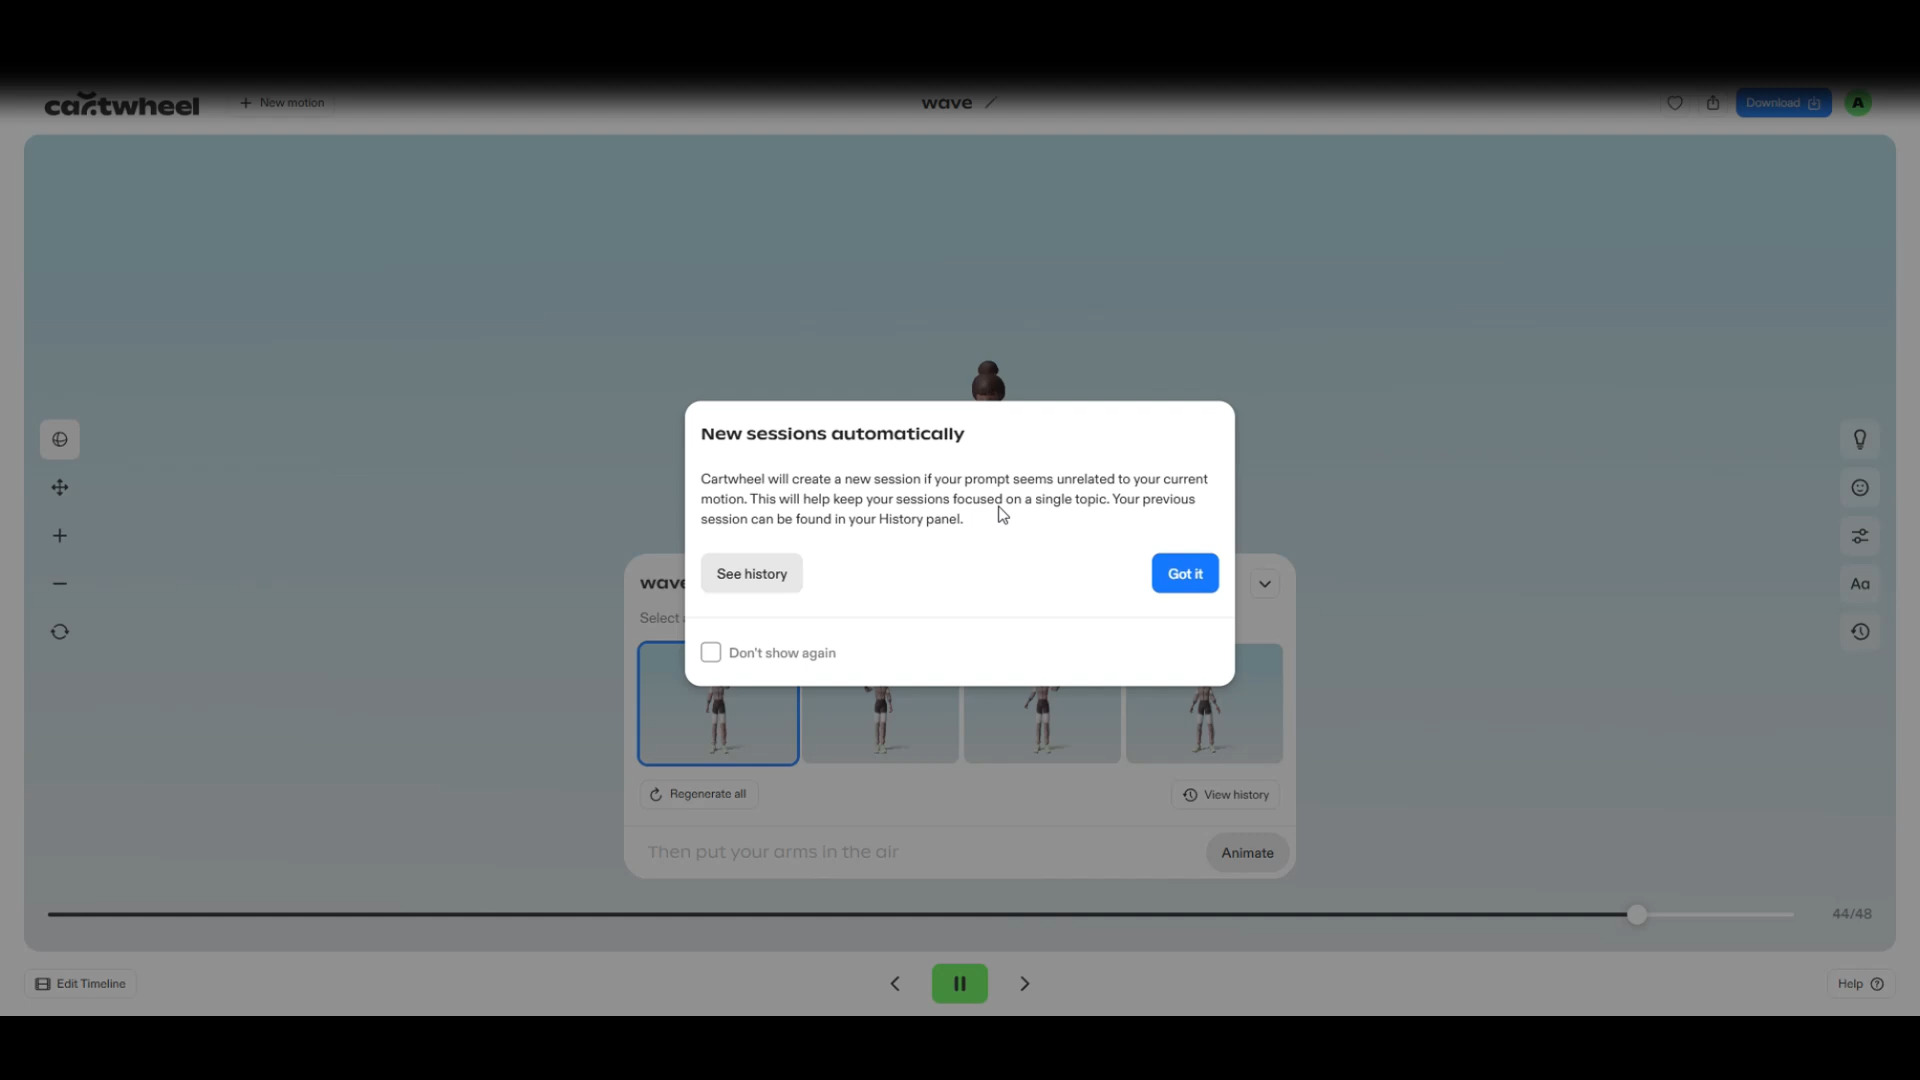 cartwheel
+ New motion
wave
Download
A
New sessions automatically
Cartwheel will create a new session if your prompt seems unrelated to your current
motion. This will help keep your sessions focused on a single topic. Your previous
session can be found in your History panel.
See history
Got it
wave
Select
Don't show again
Aa
Regenerate all
View history
Then put your arms in the air
Animate
44/48
Edit Timeline
Help